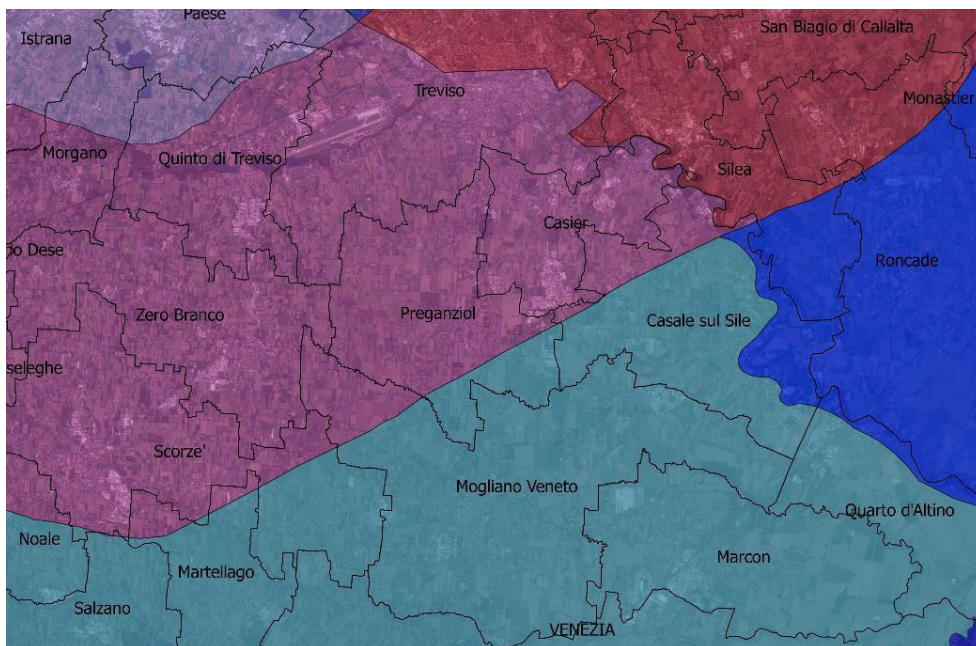 Paese
Istrana
San Biagio di Callalta
Treviso
Monastier
Morgano
Quinto di Treviso
Silea
Casier
o Dese
Roncade
Zero Branco
Preganziol
Casale sul Sile
seleghe
Scorze'
Mogliano Veneto
Quarto d'Altino
Noale
Marcon
Martellago
Salzano
VENEZIA